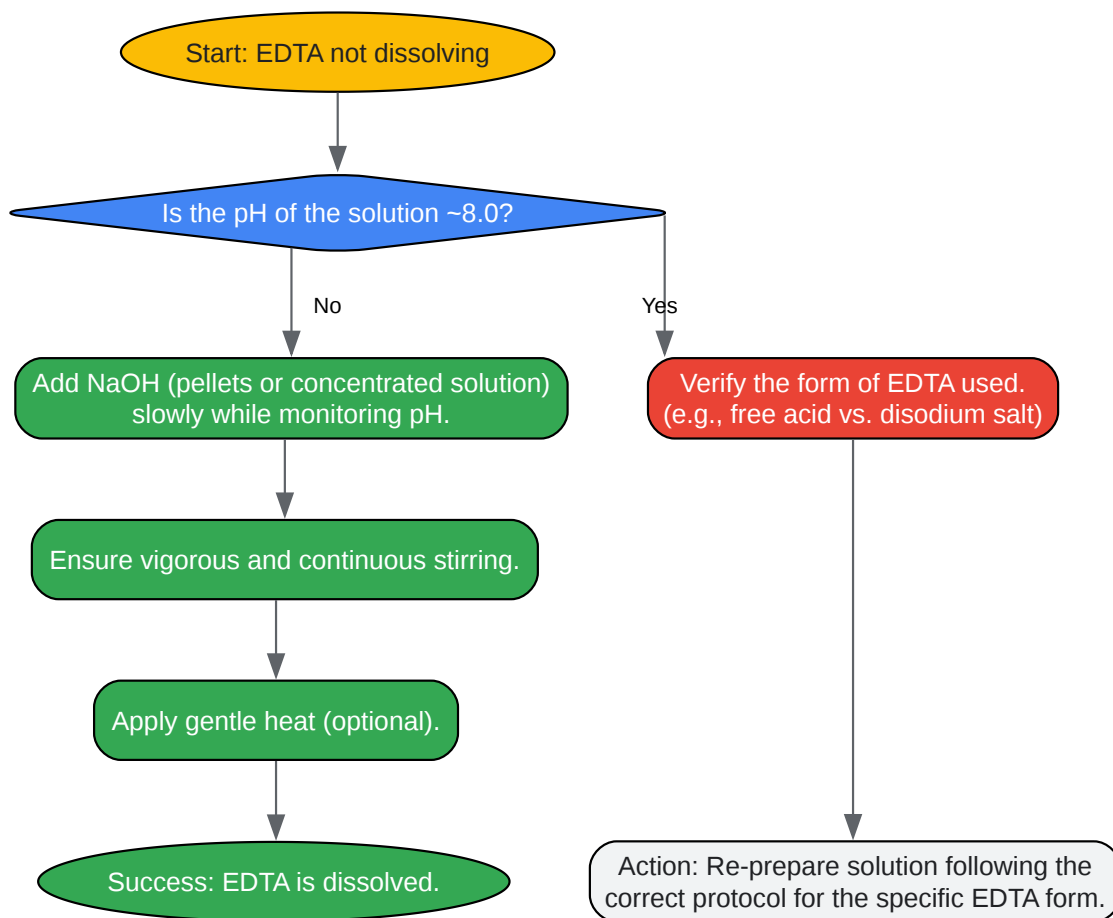 Start: EDTA not dissolving
Is the pH of the solution ~8.0?
No
Yes
Add NaOH (pellets or concentrated solution)
slowly while monitoring pH.
Verify the form of EDTA used.
(e.g., free acid vs. disodium salt)
Ensure vigorous and continuous stirring.
Apply gentle heat (optional).
Success: EDTA is dissolved.
Action: Re-prepare solution following the
correct protocol for the specific EDTA form.